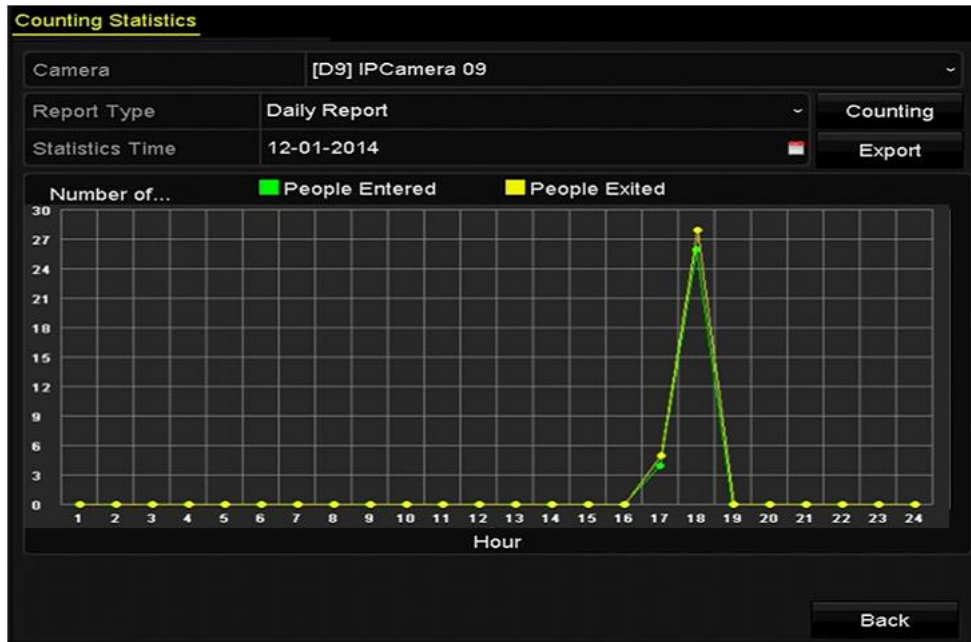 Counting Statistics
Camera [D9] IPCamera 09
Report Type Daily Report Counting
Statistics Time 12-01-2014 Export
Number of... People Entered People Exited
30
27
24
21
18
15
12
9
6
3
0
1 2 3 4 5 6 7 8 9 10 11 12 13 14 15 16 17 18 19 20 21 22 23 24
Hour
Back